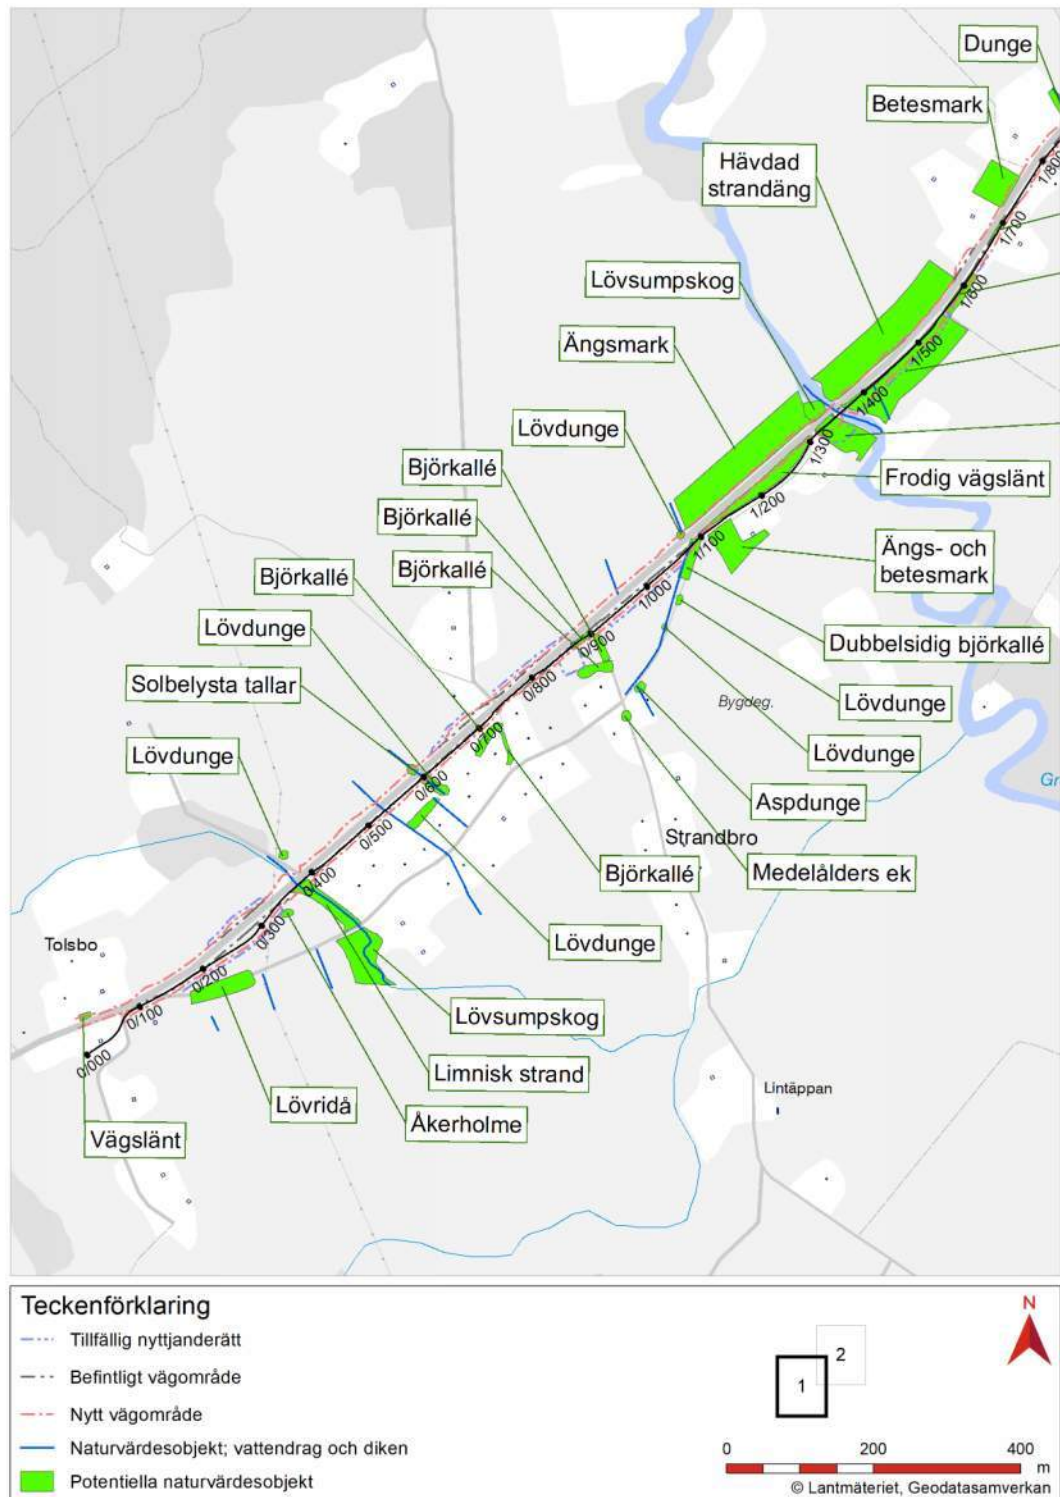 Dunge
Betesmark
Hävdad
strandäng
Lövsumpskog
Ängsmark
Lövdunge
Björkallé
Björkallé
Björkallé
Björkallé
Lövdunge
Solbelysta tallar
Lövdunge
1/800
1/700
1/600
1/500
1/400
1/300
1/200
1/100
1/000
0/900
0/800
0/700
0/600
0/500
0/400
0/300
0/200
0/100
0/000
Frodig vägslänt
Ängs- och
betesmark
Dubbelsidig björkallé
Lövdunge
Bygdeg.
Lövdunge
Gr
Aspdunge
Strandbro
Medelålders ek
Björkallé
Lövdunge
Tolsbo
Lövsumpskog
Limnisk strand
Lintäppan
Lövridå
Åkerholme
Vägslänt
Teckenförklaring
Tillfällig nyttjanderätt
Befintligt vägområde
Nytt vägområde
Naturvärdesobjekt; vattendrag och diken
Potentiella naturvärdesobjekt
N
2
1
0 200 400
m
© Lantmäteriet, Geodatasamverkan